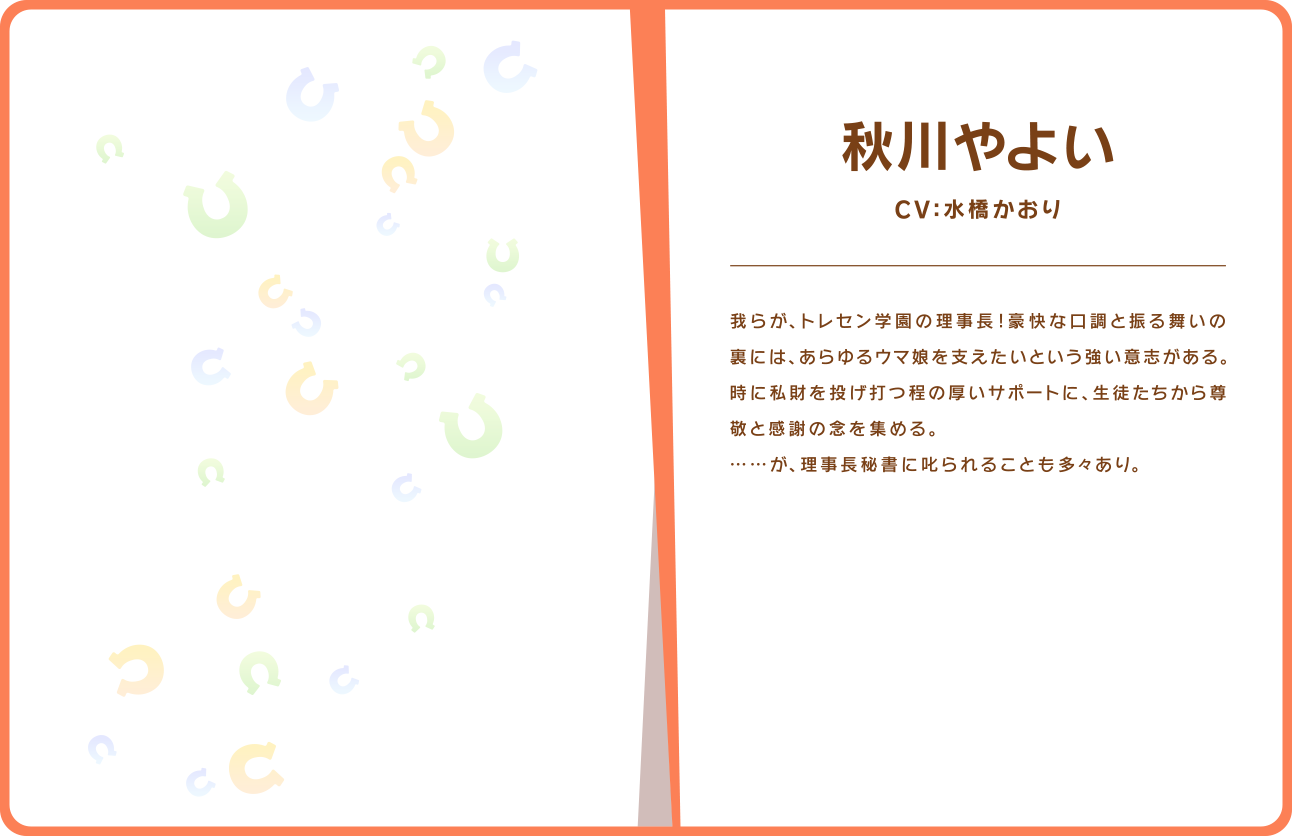 秋川やよい
CV:水橋かおり
我らが、トレセン学園の理事長!豪快な口調と振る舞いの
裏には、あらゆるウマ娘を支えたいという強い意志がある。
時に私財を投げ打つ程の厚いサポートに、生徒たちから尊
敬と感謝の念を集める。
……が、理事長秘書に叱られることも多々あり。